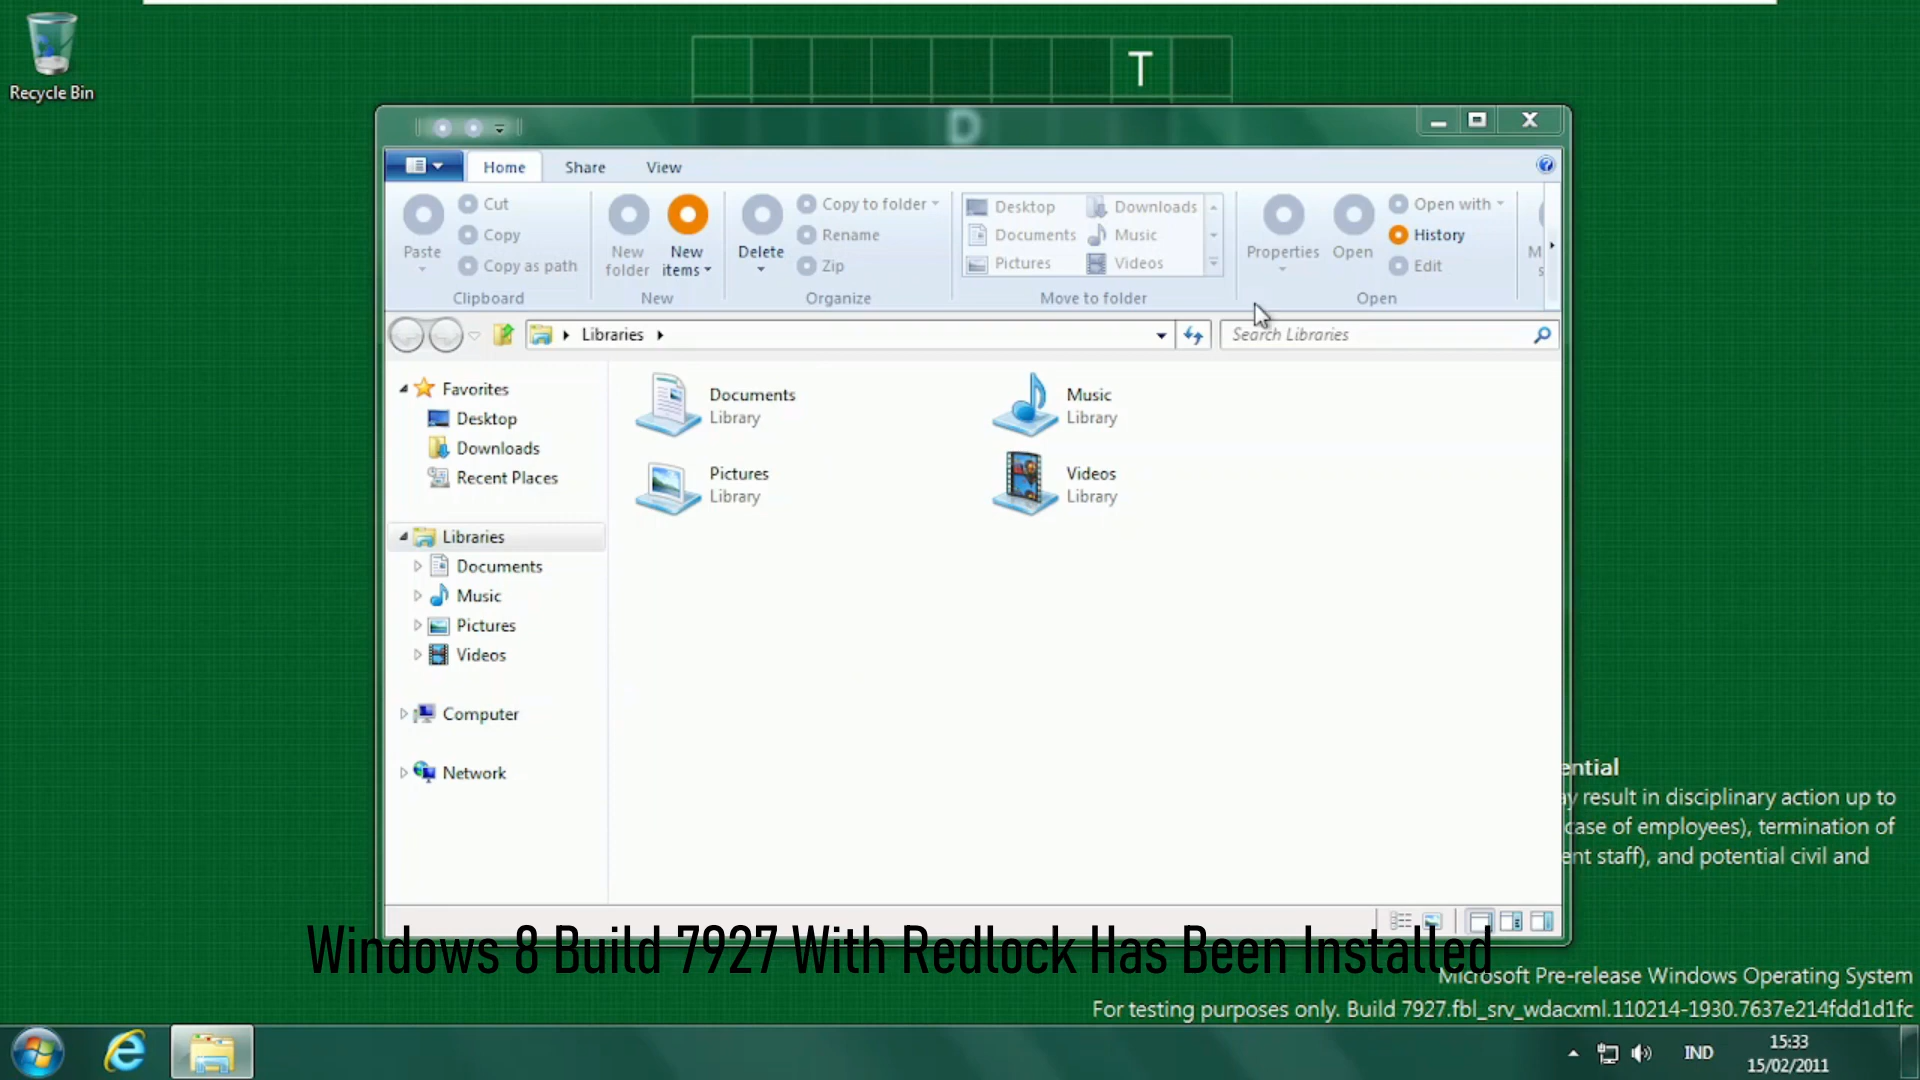 Recycle Bin
T
D
Home Share View
Paste
Cut
Copy
Copy as path
Clipboard
New folder
New items
New
Delete
Copy to folder
Rename
Zip
Organize
Desktop Downloads
Documents Music
Pictures Videos
Move to folder
Properties
Open
Open with
History
Edit
Open
M
s
Libraries
Search Libraries
Favorites
Desktop
Downloads
Recent Places
Libraries
Documents
Music
Pictures
Videos
Computer
Network
Documents
Library
Music
Library
Pictures
Library
Videos
Library
ential
ay result in disciplinary action up to
case of employees), termination of
ent staff), and potential civil and
Windows 8 Build 7927 With Redlock Has Been Installed
Microsoft Pre-release Windows Operating System
For testing purposes only. Build 7927.fbl_srv_wdacxml.110214-1930.7637e214fdd1d1fc
IND
15:33
15/02/2011